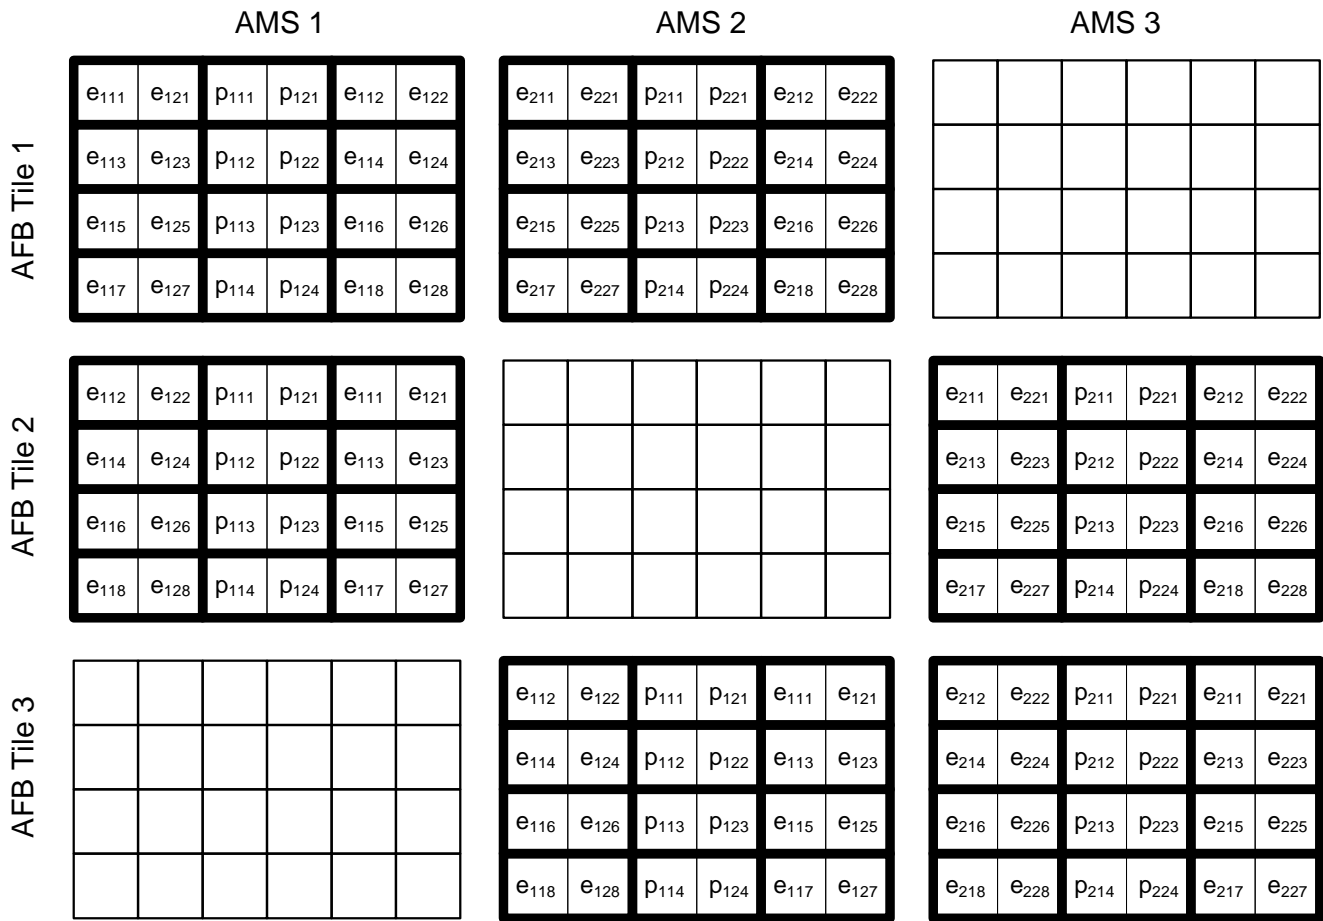 AMS 1 AMS 2 AMS 3
AFB Tile 1
e111 e121 p111 p121 e112 e122 e211 e221 p211 p221 e212 e222
e113 e123 p112 p122 e114 e124 e213 e223 p212 p222 e214 e224
e115 e125 p113 p123 e116 e126 e215 e225 p213 p223 e216 e226
e117 e127 p114 p124 e118 e128 e217 e227 p214 p224 e218 e228
AFB Tile 2
e112 e122 p111 p121 e111 e121 e211 e221 p211 p221 e212 e222
e114 e124 p112 p122 e113 e123 e213 e223 p212 p222 e214 e224
e116 e126 p113 p123 e115 e125 e215 e225 p213 p223 e216 e226
e118 e128 p114 p124 e117 e127 e217 e227 p214 p224 e218 e228
AFB Tile 3
e112 e122 p111 p121 e111 e121 e212 e222 p211 p221 e211 e221
e114 e124 p112 p122 e113 e123 e214 e224 p212 p222 e213 e223
e116 e126 p113 p123 e115 e125 e216 e226 p213 p223 e215 e225
e118 e128 p114 p124 e117 e127 e218 e228 p214 p224 e217 e227